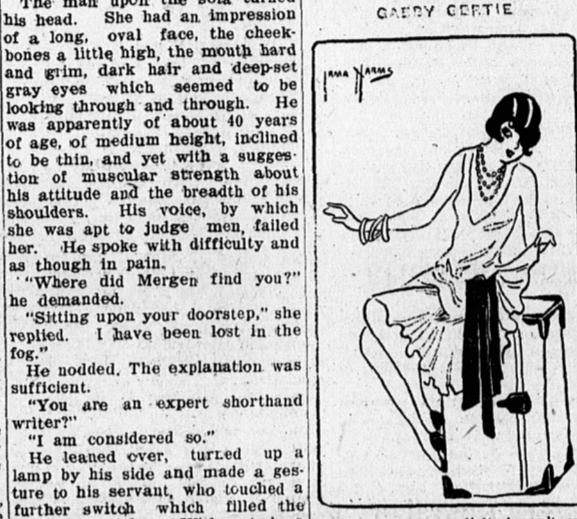 The man upon the sofa turned
his head. She had an impression
of a long, oval face, the cheek-
bones a little high, the mouth hard
and grim, dark hair and deep-set
gray eyes which seemed to be
looking through and through. He
was apparently of about 40 years
of age, of medium height, inclined
to be thin, and yet with a sugges-
tion of muscular strength about
his attitude and the breadth of his
shoulders. His voice, by which
she was apt to judge men, failed
her. He spoke with difficulty and
as though in pain.
"Where did Mergen find you?"
he demanded.
"Sitting upon your doorstep," she
replied. I have been lost in the
fog."
He nodded. The explanation was
sufficient.
"You are an expert shorthand
writer?"
"I am considered so."
He leaned over, turned up a
lamp by his side and made a ges-
ture to his servant, who touched a
further switch which filled the
GABBY GERTIE
IRMA HARMS